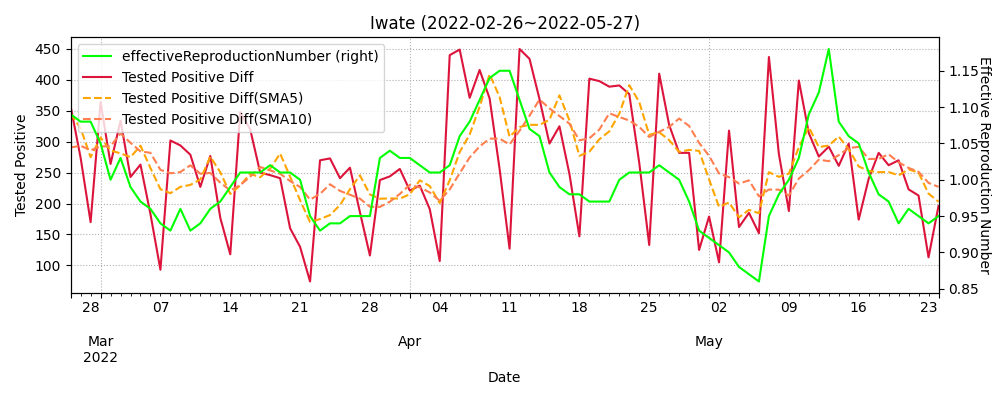 Iwate (2022-02-26~2022-05-27)
effectiveReproductionNumber (right)
Tested Positive Diff
Tested Positive Diff(SMA5)
Tested Positive Diff(SMA10)
Tested Positive
450
400
350
300
250
200
150
100
1.15
1.10
1.05
1.00
0.95
0.90
0.85
Effective Reproduction Number
28 07 14 21 28 04 11 18 25 02 09 16 23
Mar Apr May
2022
Date